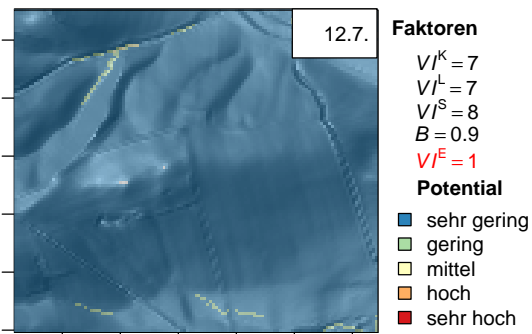 12.7.
Faktoren
VI^K = 7
VI^L = 7
VI^S = 8
B = 0.9
VI^E = 1
Potential
sehr gering
gering
mittel
hoch
sehr hoch